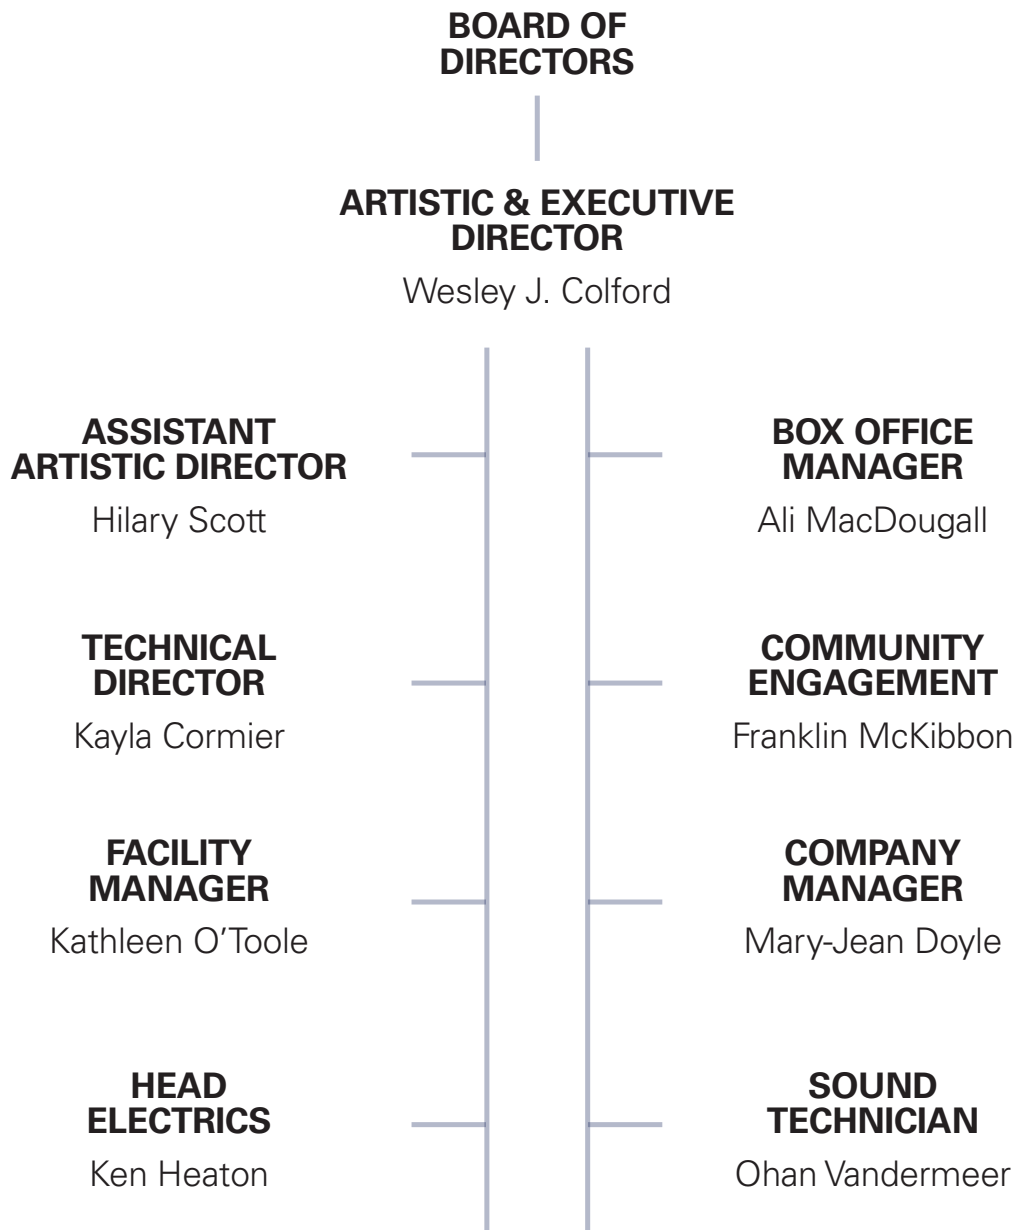 BOARD OF
DIRECTORS
ARTISTIC & EXECUTIVE
DIRECTOR
Wesley J. Colford
ASSISTANT
ARTISTIC DIRECTOR
Hilary Scott
BOX OFFICE
MANAGER
Ali MacDougall
TECHNICAL
DIRECTOR
Kayla Cormier
COMMUNITY
ENGAGEMENT
Franklin McKibbon
FACILITY
MANAGER
Kathleen O’Toole
COMPANY
MANAGER
Mary-Jean Doyle
HEAD
ELECTRICS
Ken Heaton
SOUND
TECHNICIAN
Ohan Vandermeer